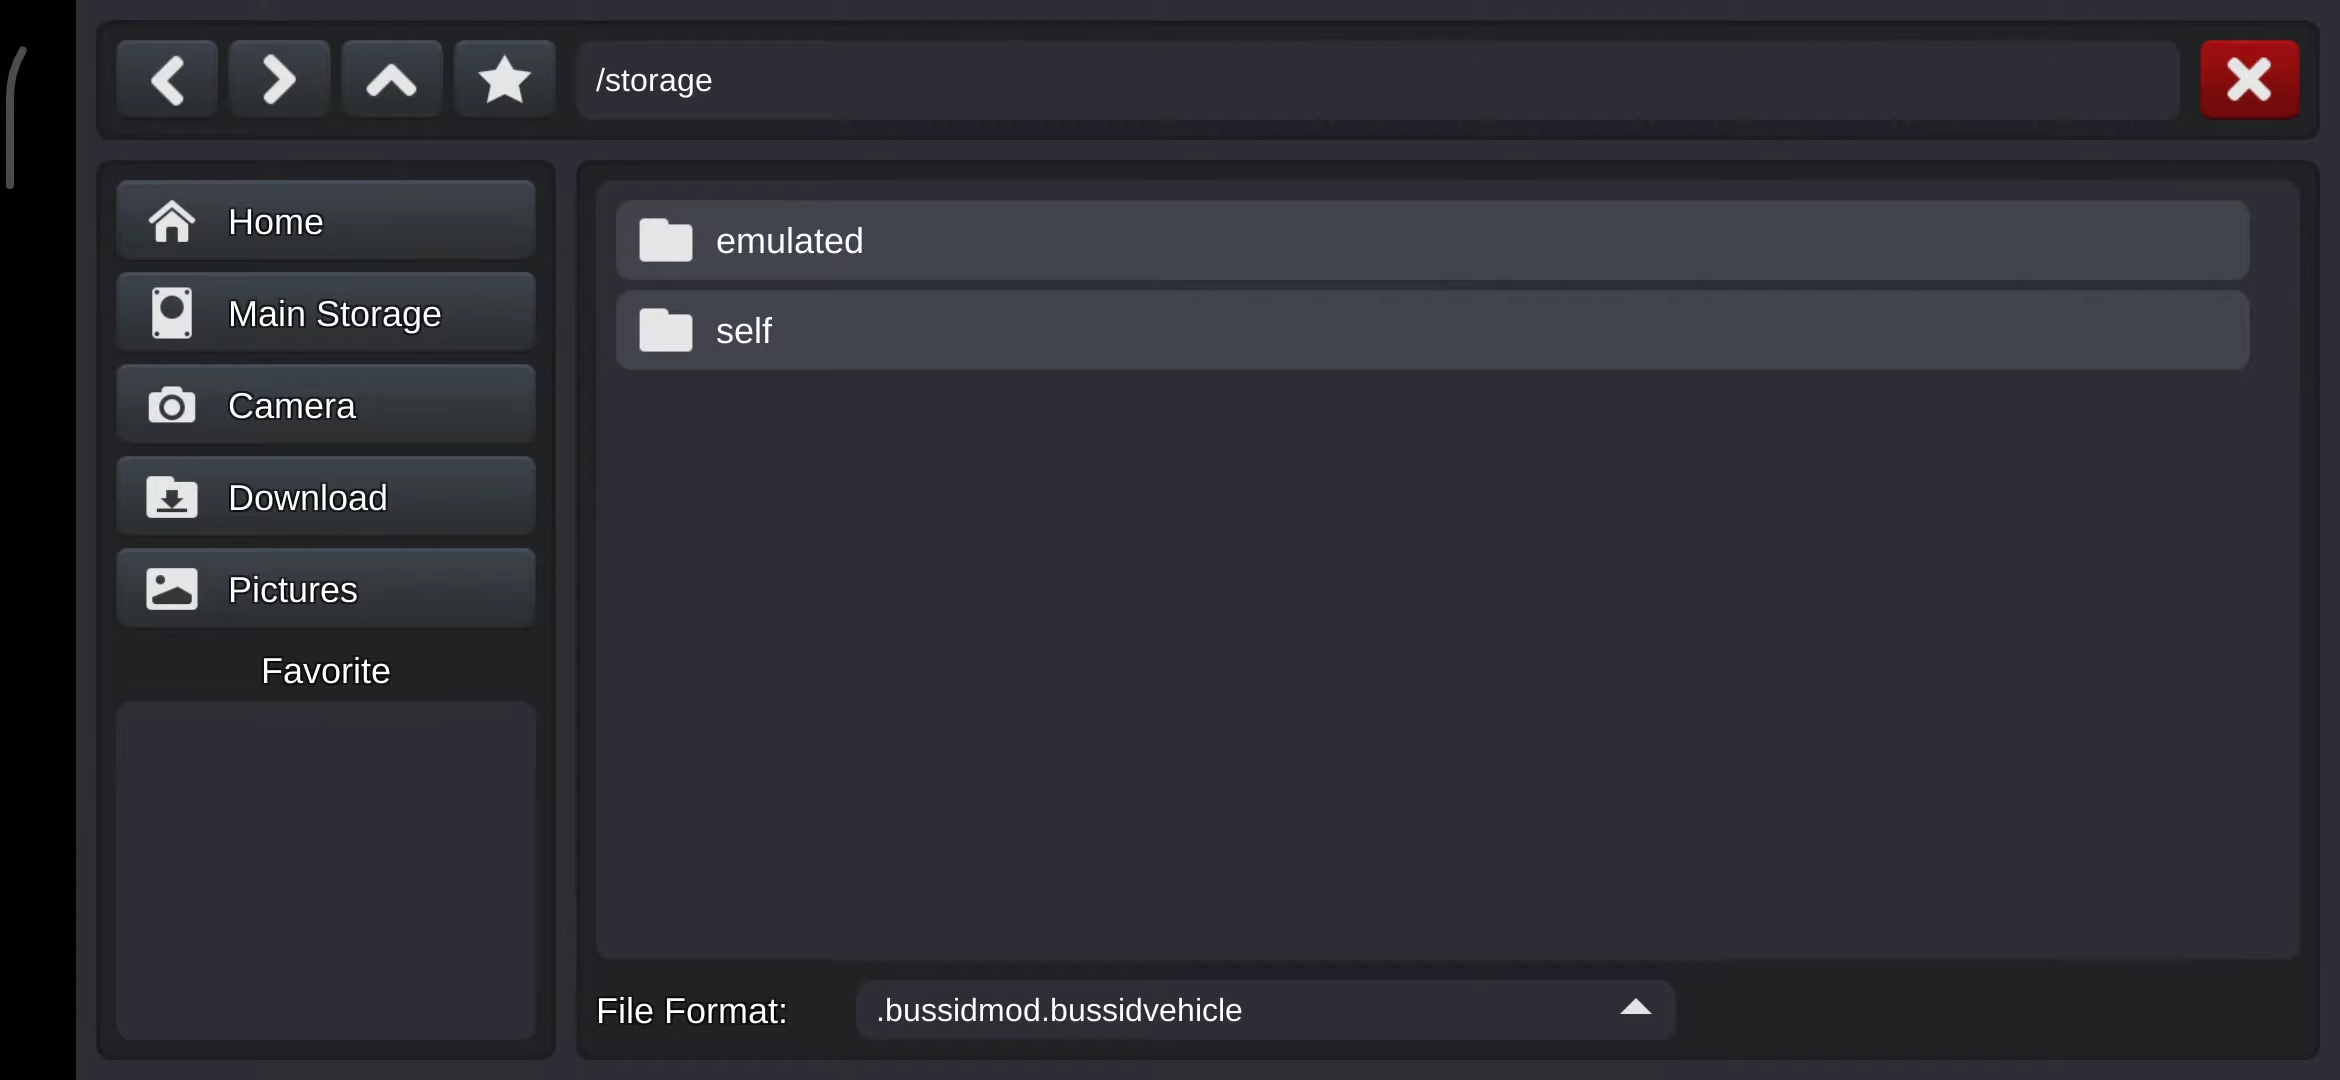 /storage
Home
Main Storage
Camera
Download
Pictures
Favorite
emulated
self
File Format:
.bussidmod.bussidvehicle